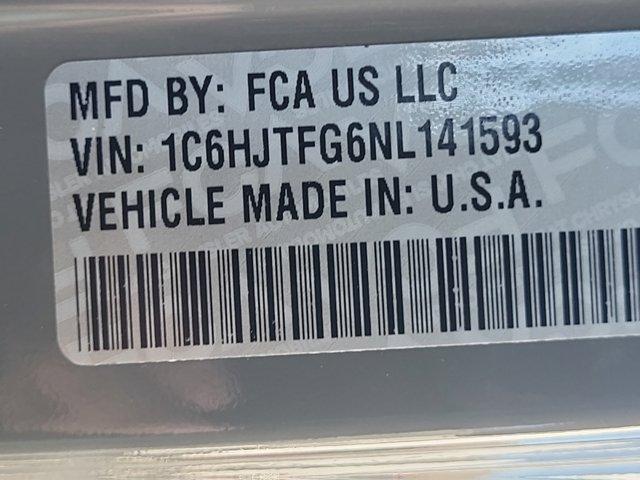 MFD BY: FCA US LLC
VIN: 1C6HJTFG6NL141593
VEHICLE MADE IN: U.S.A.